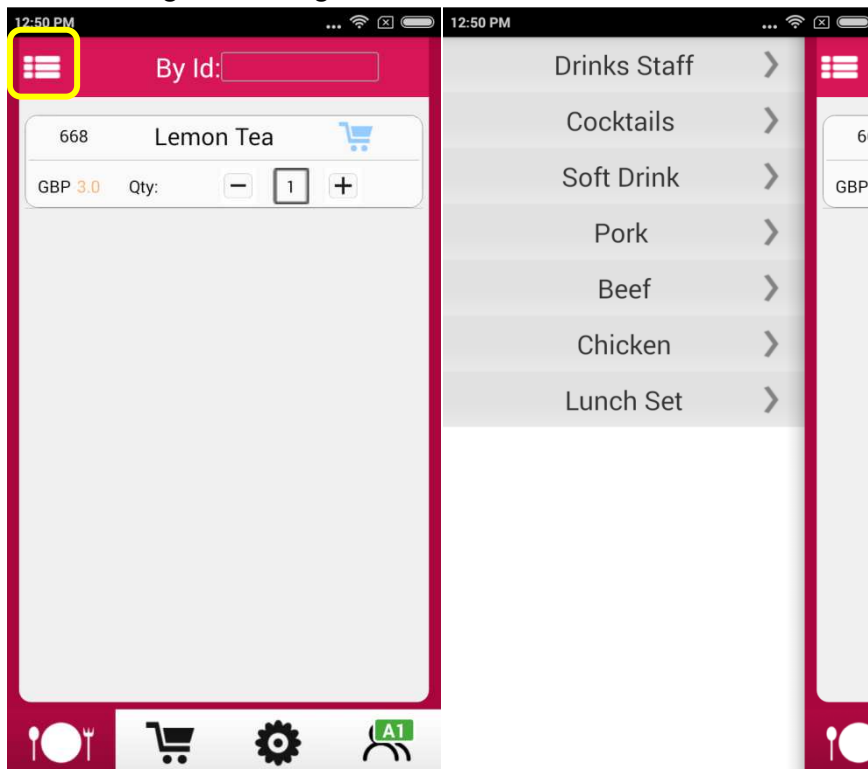 12:50 PM
By Id:
668 Lemon Tea
GBP 3.0 Qty: 1
A1
12:50 PM
Drinks Staff
Cocktails
Soft Drink
Pork
Beef
Chicken
Lunch Set
GBP